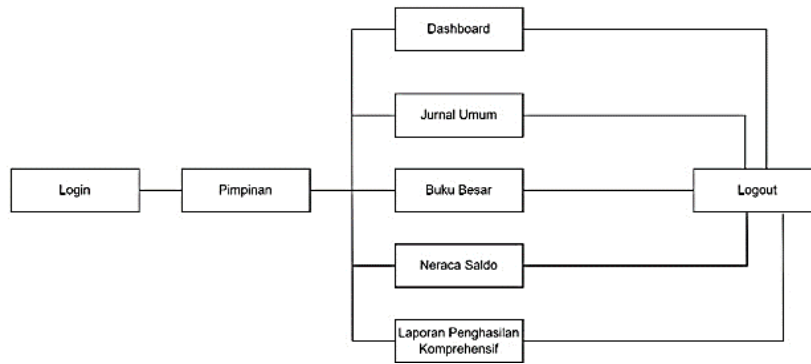 Dashboard
Jurnal Umum
Login
Pimpinan
Buku Besar
Logout
Neraca Saldo
Laporan Penghasilan
Komprehensif